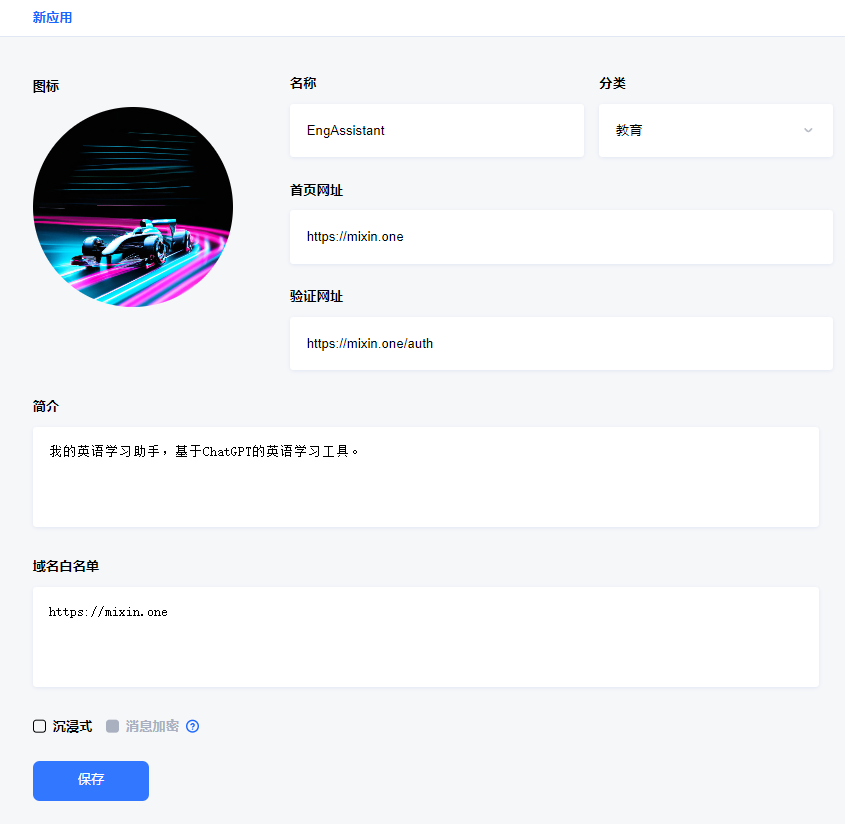 新应用
图标
名称
分类
EngAssistant
教育
首页网址
https://mixin.one
验证网址
https://mixin.one/auth
简介
我的英语学习助手，基于ChatGPT的英语学习工具。
域名白名单
https://mixin.one
沉浸式 消息加密 ?
保存